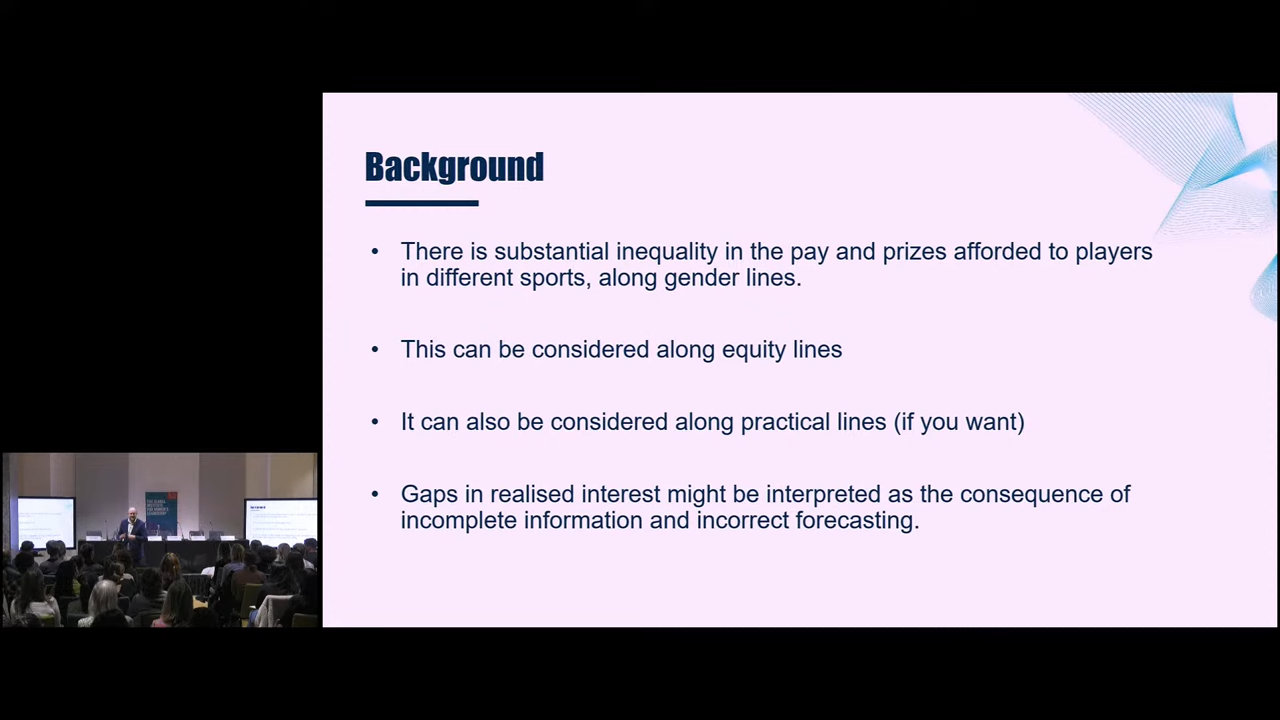 Background
• There is substantial inequality in the pay and prizes afforded to players
in different sports, along gender lines.
• This can be considered along equity lines
• It can also be considered along practical lines (if you want)
• Gaps in realised interest might be interpreted as the consequence of
incomplete information and incorrect forecasting.